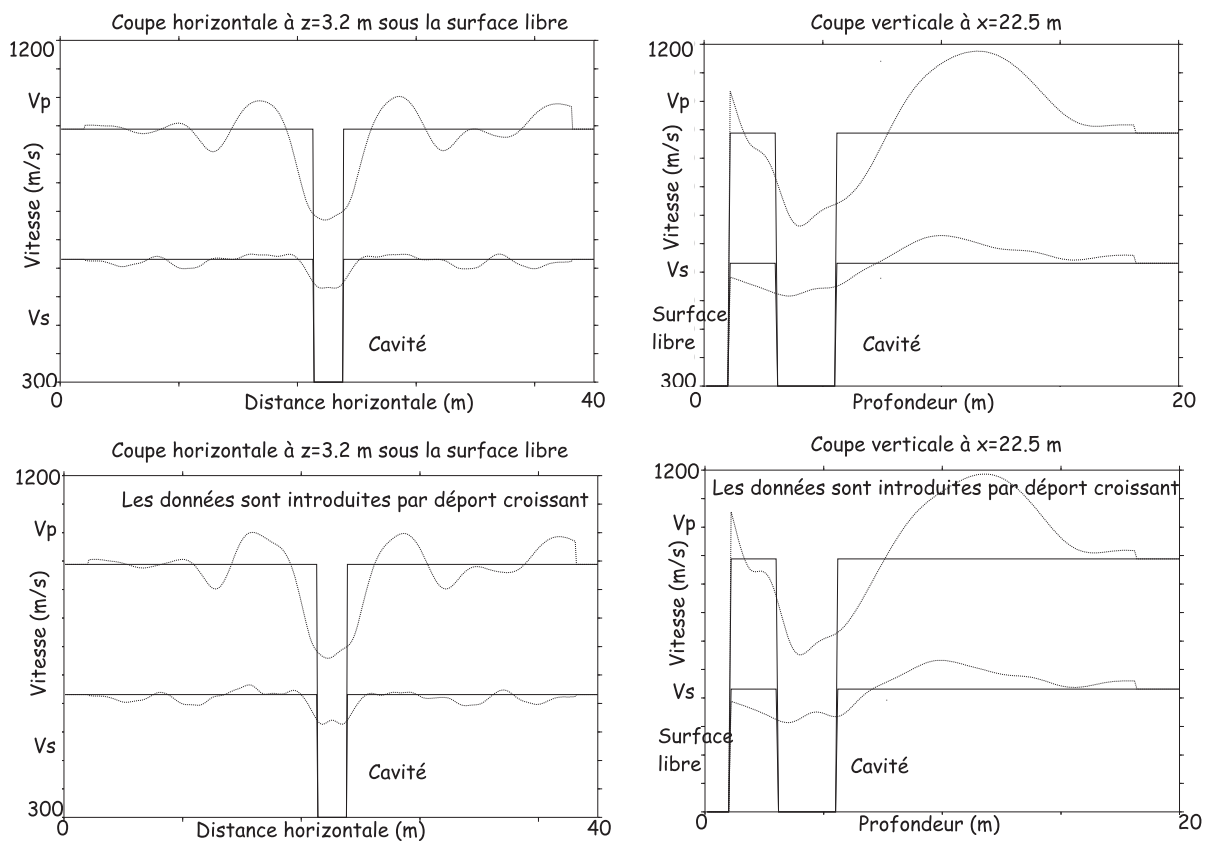 Coupe horizontale à z=3.2 m sous la surface libre
1200
Vp
Vitesse (m/s)
Vs
Cavité
300
0
Distance horizontale (m)
40
Coupe verticale à x=22.5 m
1200
Vp
Vitesse (m/s)
Vs
Surface
libre
Cavité
300
0
Profondeur (m)
20
Coupe horizontale à z=3.2 m sous la surface libre
1200
Les données sont introduites par déport croissant
Vp
Vitesse (m/s)
Vs
Cavité
300
0
Distance horizontale (m)
40
Coupe verticale à x=22.5 m
1200
Les données sont introduites par déport croissant
Vp
Vitesse (m/s)
Vs
Surface
libre
Cavité
300
0
Profondeur (m)
20